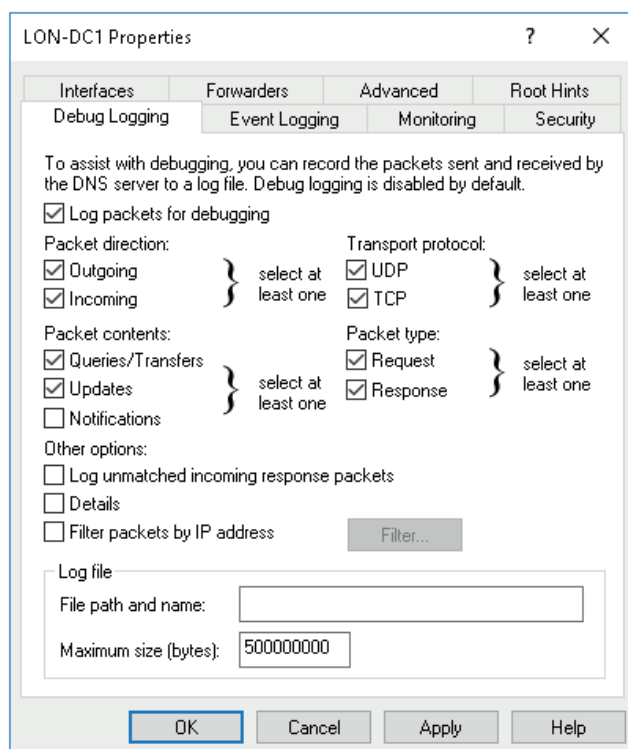 LON-DC1 Properties ? ×
Interfaces Forwarders Advanced Root Hints
Debug Logging Event Logging Monitoring Security
To assist with debugging, you can record the packets sent and received by
the DNS server to a log file. Debug logging is disabled by default.
Log packets for debugging
Packet direction: Transport protocol:
Outgoing } select at least one UDP } select at least one
Incoming TCP
Packet contents: Packet type:
Queries/Transfers } select at least one Request } select at least one
Updates Response
Notifications
Other options:
Log unmatched incoming response packets
Details
Filter packets by IP address Filter...
Log file
File path and name:
Maximum size (bytes): 500000000
OK Cancel Apply Help